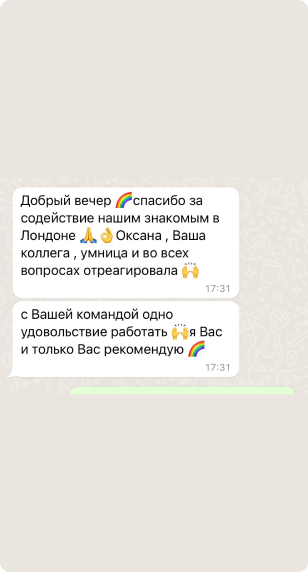 Добрый вечер 🌈спасибо за
содействие нашим знакомым в
Лондоне 🙏👌Оксана , Ваша
коллега , умница и во всех
вопросах отреагировала 🙌
17:31
с Вашей командой одно
удовольствие работать 🙌я Вас
и только Вас рекомендую 🌈
17:31